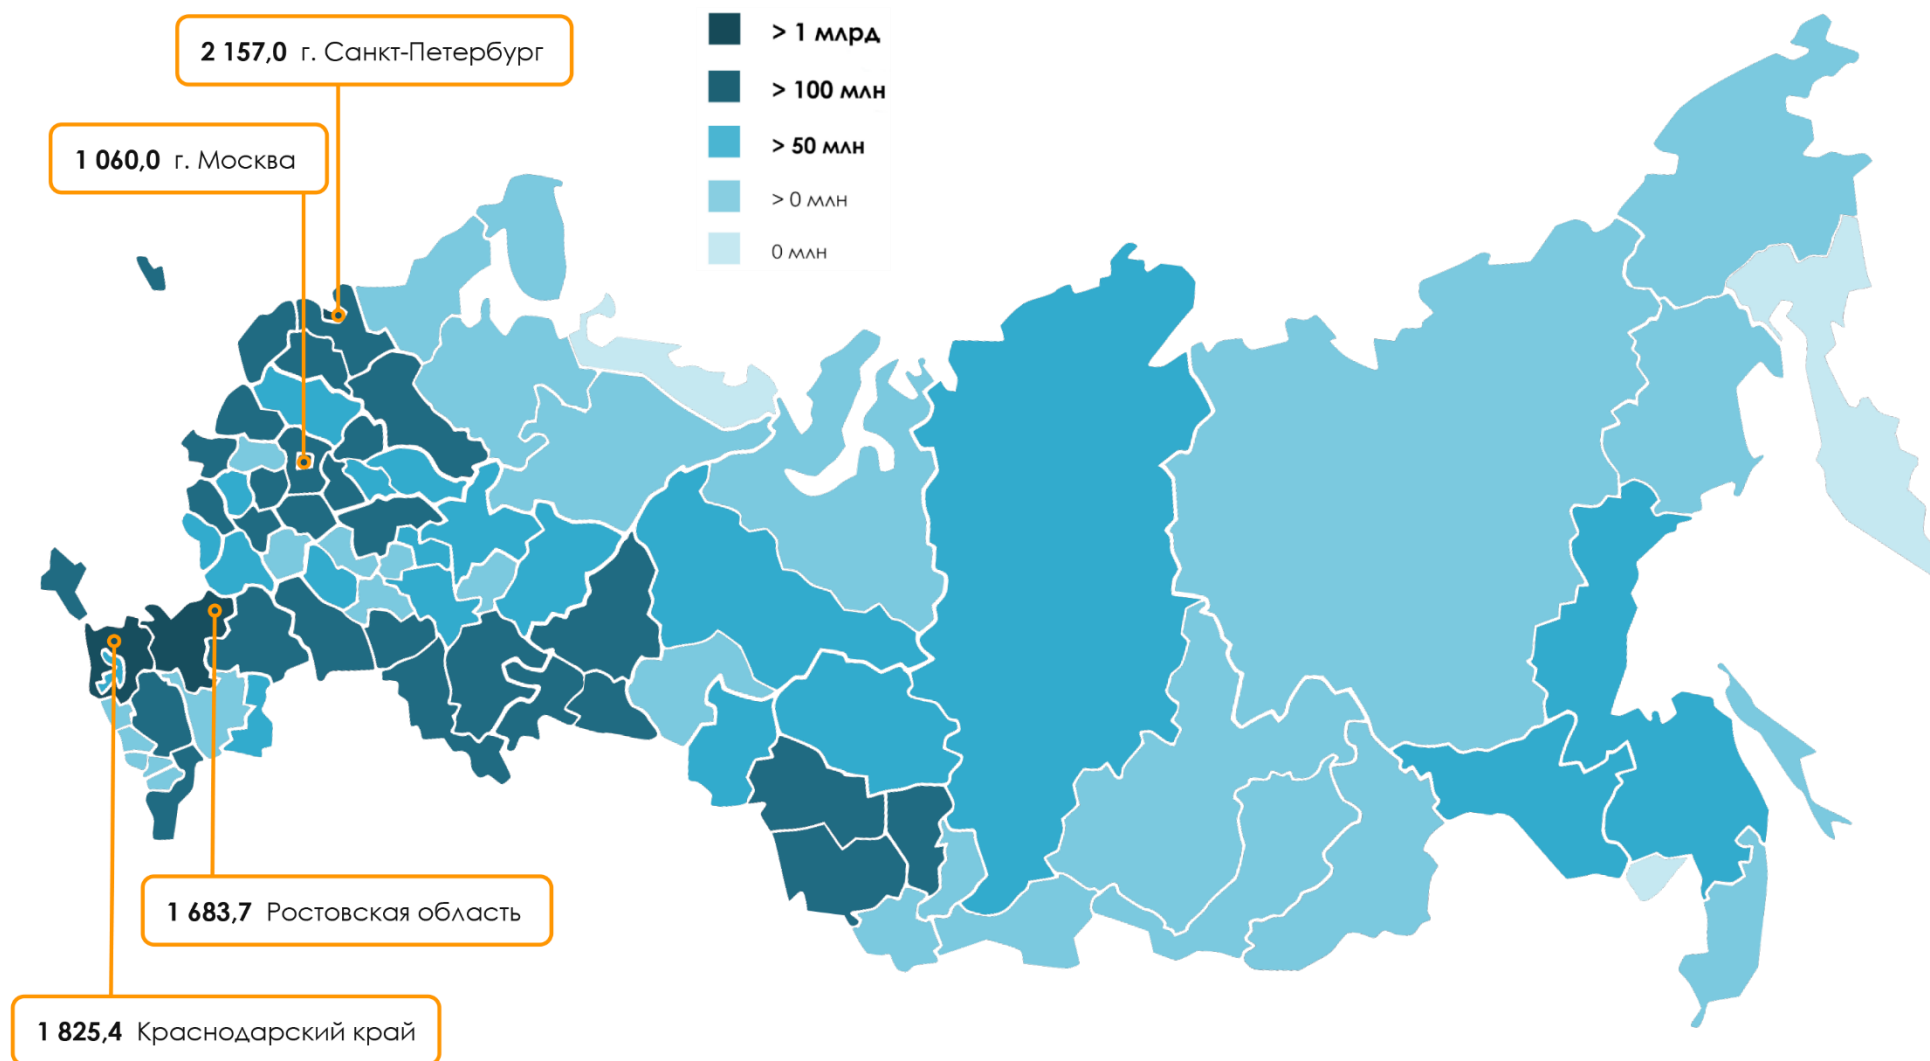 2 157,0 г. Санкт-Петербург
1 060,0 г. Москва
> 1 млрд
> 100 млн
> 50 млн
> 0 млн
0 млн
1 683,7 Ростовская область
1 825,4 Краснодарский край